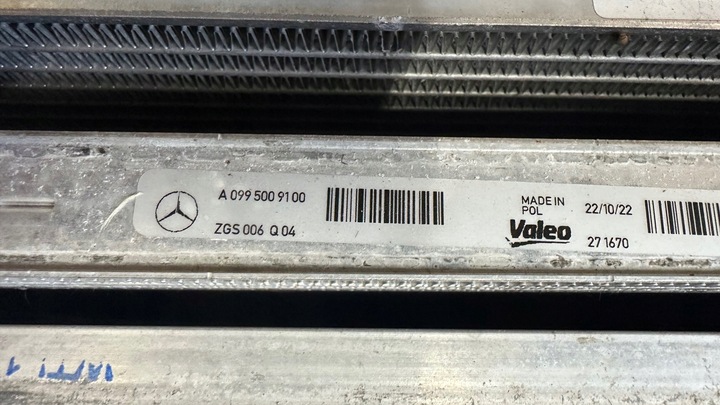 A 099 500 91 00
ZGS 006 Q 04
MADE IN
POL
Valeo
22/10/22
27 1670